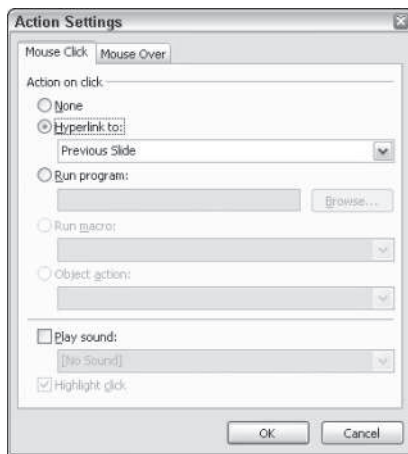 Action Settings
Mouse Click Mouse Over
Action on click
None
Hyperlink to:
Previous Slide
Run program:
Browse...
Run macro:
Object action:
Play sound:
[No Sound]
Highlight click
OK Cancel